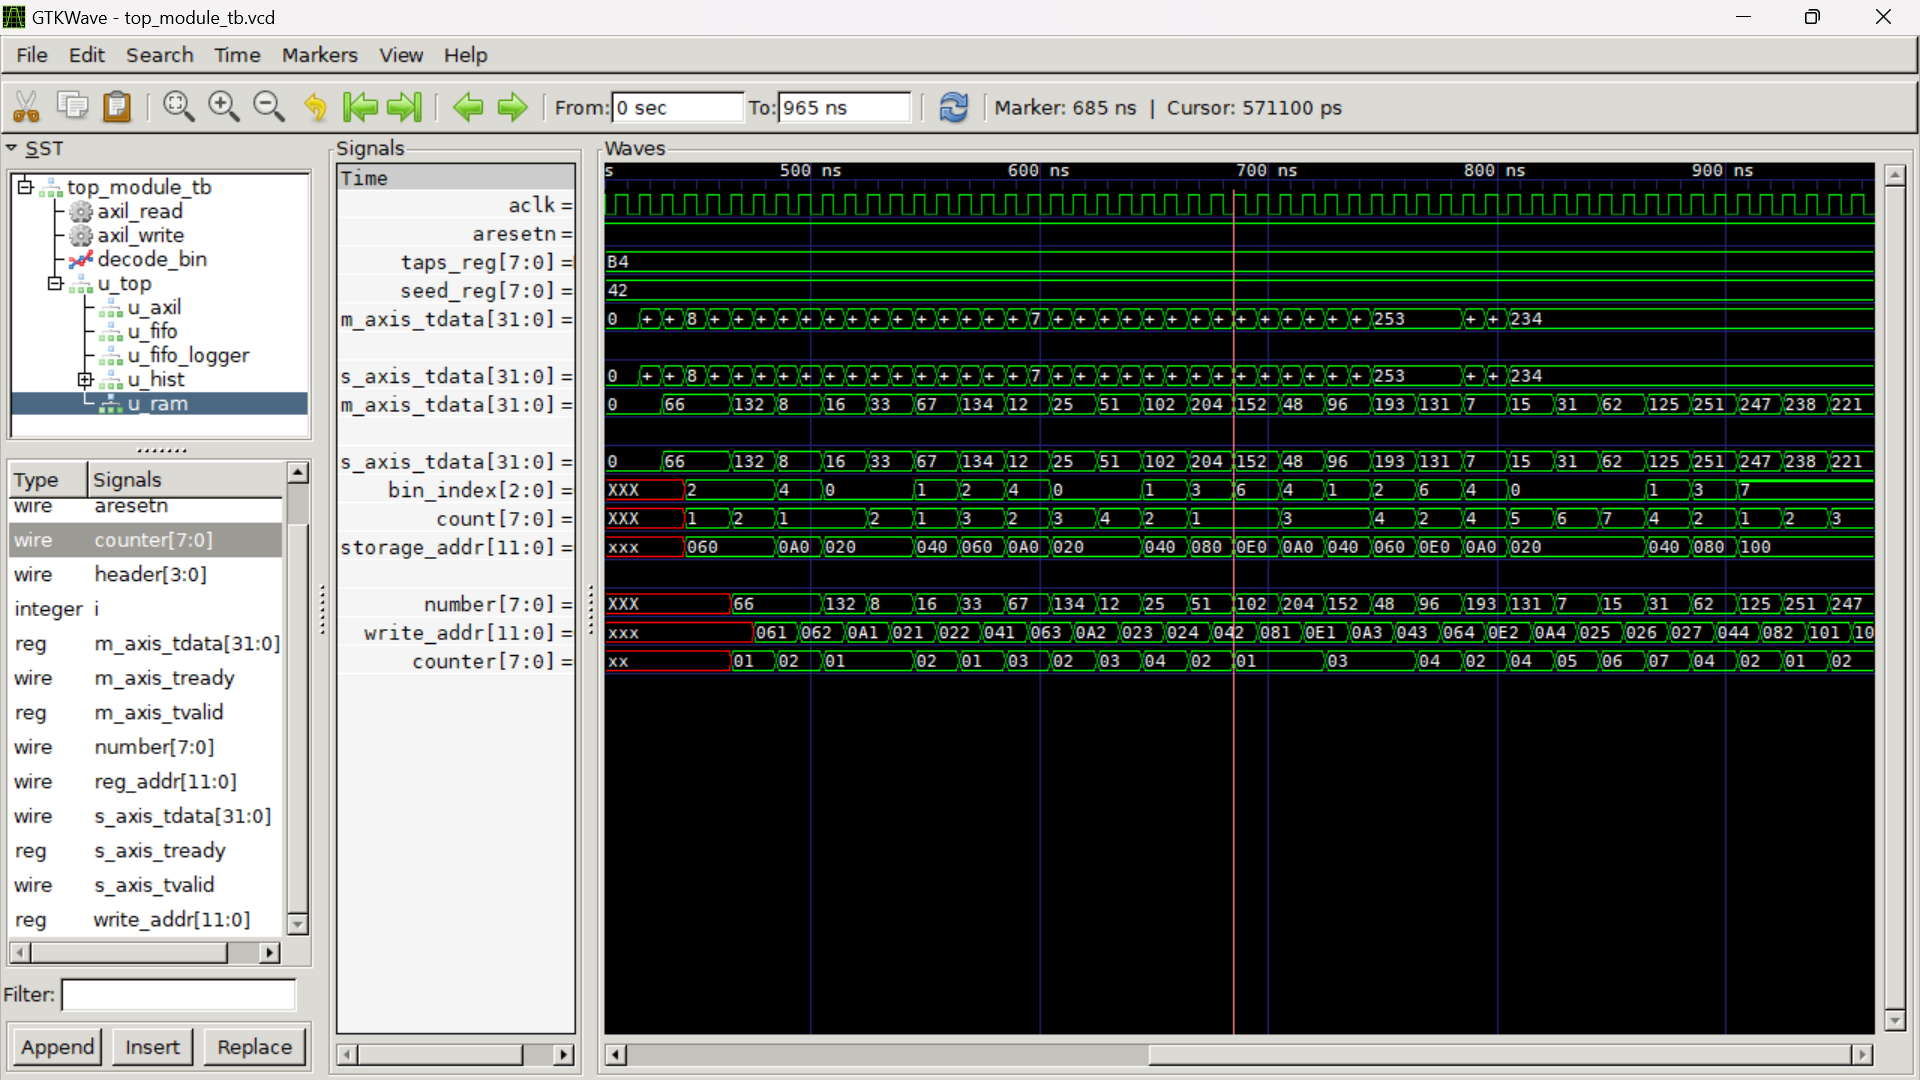 GTKWave - top_module_tb.vcd
File Edit Search Time Markers View Help
From: 0 sec To: 965 ns Marker: 685 ns | Cursor: 571100 ps
SST
top_module_tb
axil_read
axil_write
decode_bin
u_top
u_axil
u_fifo
u_fifo_logger
u_hist
u_ram
Type Signals
wire aresetn
wire counter[7:0]
wire header[3:0]
integer i
reg m_axis_tdata[31:0]
wire m_axis_tready
reg m_axis_tvalid
wire number[7:0]
wire reg_addr[11:0]
wire s_axis_tdata[31:0]
reg s_axis_tready
wire s_axis_tvalid
reg write_addr[11:0]
Filter:
Append Insert Replace
Signals
Time
aclk =
aresetn =
taps_reg[7:0] =
seed_reg[7:0] =
m_axis_tdata[31:0] =
s_axis_tdata[31:0] =
m_axis_tdata[31:0] =
s_axis_tdata[31:0] =
bin_index[2:0] =
count[7:0] =
storage_addr[11:0] =
number[7:0] =
write_addr[11:0] =
counter[7:0] =
Waves
s 500 ns 600 ns 700 ns 800 ns 900 ns
B4
42
0 + + 8 + + + + + + + + + + + + + + 7 + + + + + + + + + + + + + + 253 + + 234
0 + + 8 + + + + + + + + + + + + + + 7 + + + + + + + + + + + + + + 253 + + 234
0 66 132 8 16 33 67 134 12 25 51 102 204 152 48 96 193 131 7 15 31 62 125 251 247 238 221
0 66 132 8 16 33 67 134 12 25 51 102 204 152 48 96 193 131 7 15 31 62 125 251 247 238 221
XXX 2 4 0 1 2 4 0 1 3 6 4 1 2 6 4 0 1 3 7
XXX 1 2 1 2 1 3 2 3 4 2 1 3 4 2 4 5 6 7 4 2 1 2 3
xxx 060 0A0 020 040 060 0A0 020 040 080 0E0 0A0 040 060 0E0 0A0 020 040 080 100
XXX 66 132 8 16 33 67 134 12 25 51 102 204 152 48 96 193 131 7 15 31 62 125 251 247
xxx 061 062 0A1 021 022 041 063 0A2 023 024 042 081 0E1 0A3 043 064 0E2 0A4 025 026 027 044 082 101 10
xx 01 02 01 02 01 03 02 03 04 02 01 03 04 02 04 05 06 07 04 02 01 02